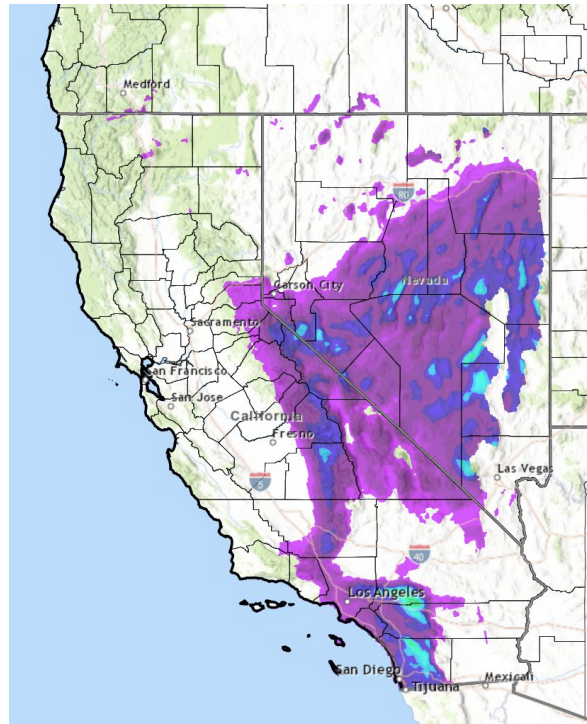 Medford
80
Carson City
Nevada
Sacramento
San Francisco
San Jose
California
Fresno
5
Las Vegas
40
Los Angeles
San Diego
Tijuana
Mexicali